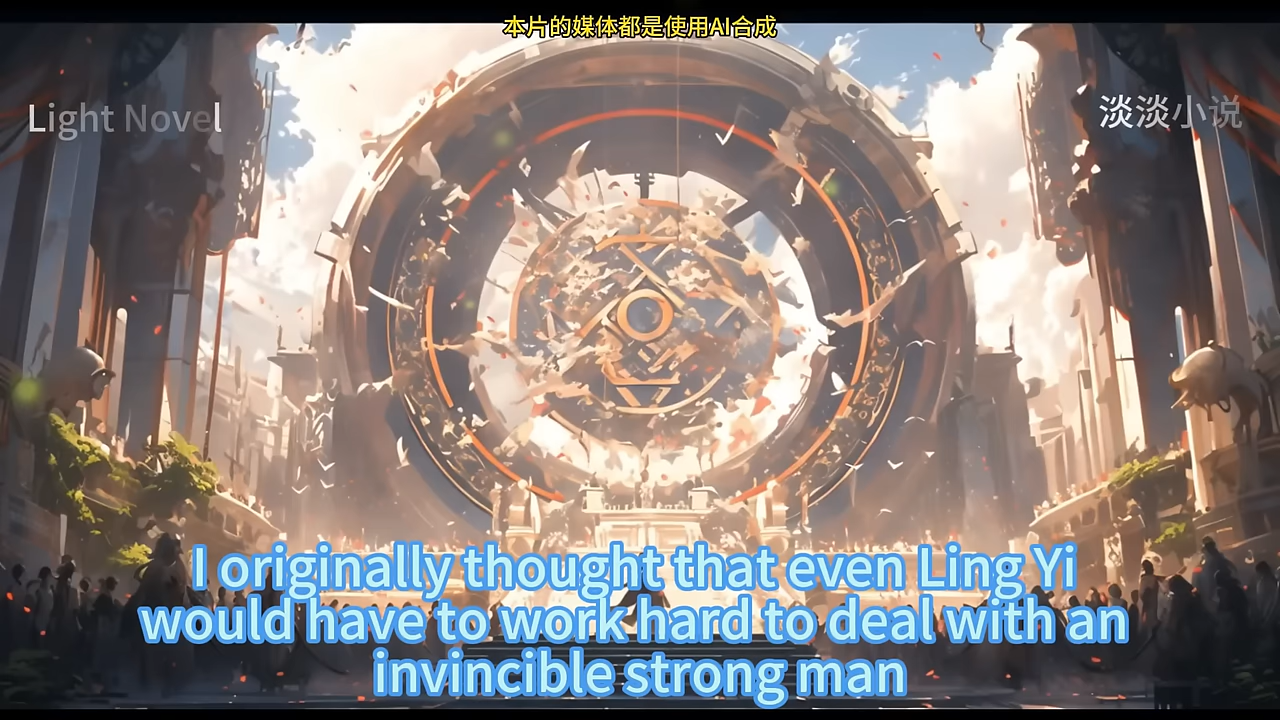 本片的媒体都是使用AI合成
Light Novel
淡淡小说
I originally thought that even Ling Yi
would have to work hard to deal with an
invincible strong man